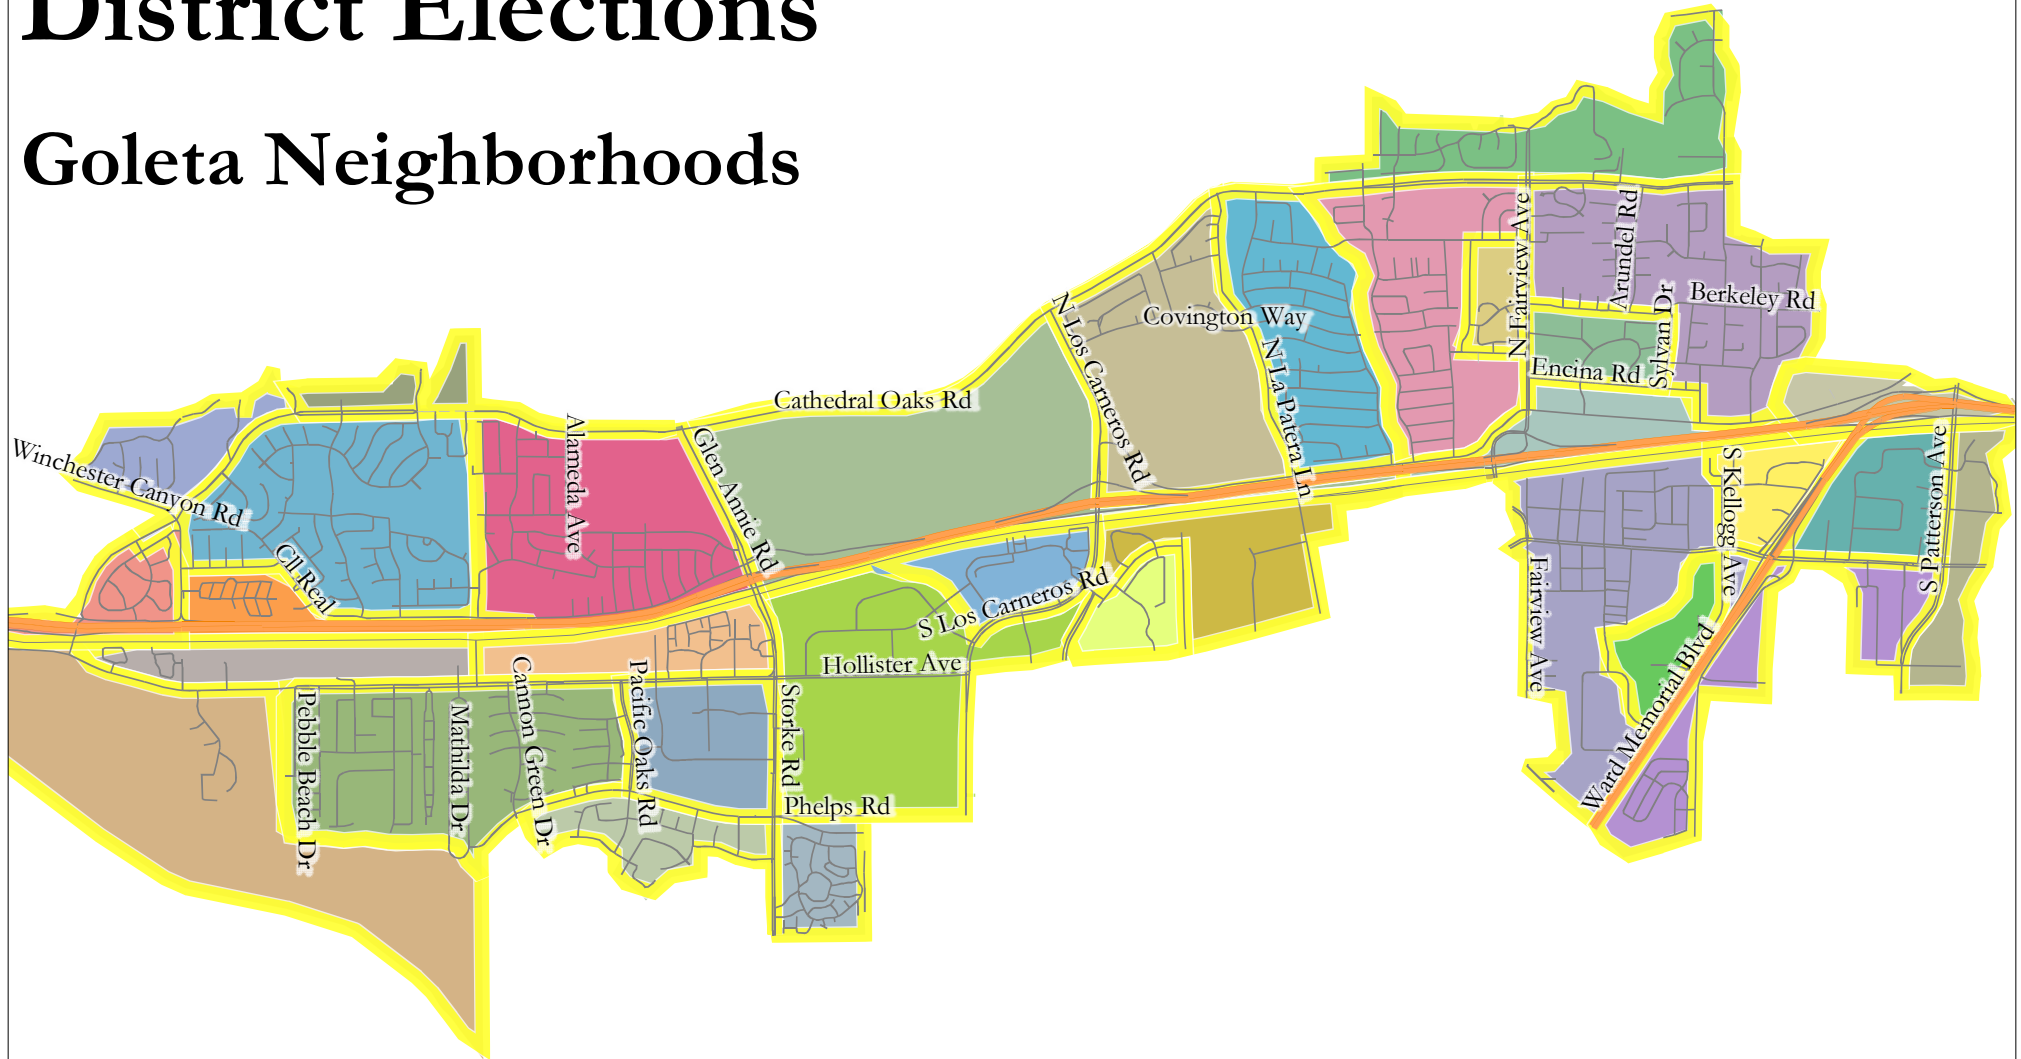 District Elections
Goleta Neighborhoods
N Fairview Ave
Arundel Rd
Sylvan Dr
Berkeley Rd
N Los Carneros Rd
Covington Way
N La Patera Ln
Encina Rd
Cathedral Oaks Rd
Winchester Canyon Rd
Alameda Ave
Glen Annie Rd
S Kellogg Ave
S Patterson Ave
Cll Real
S Los Carneros Rd
Fairview Ave
Hollister Ave
Ward Memorial Blvd
Pebble Beach Dr
Mathilda Dr
Cannon Green Dr
Pacific Oaks Rd
Storke Rd
Phelps Rd